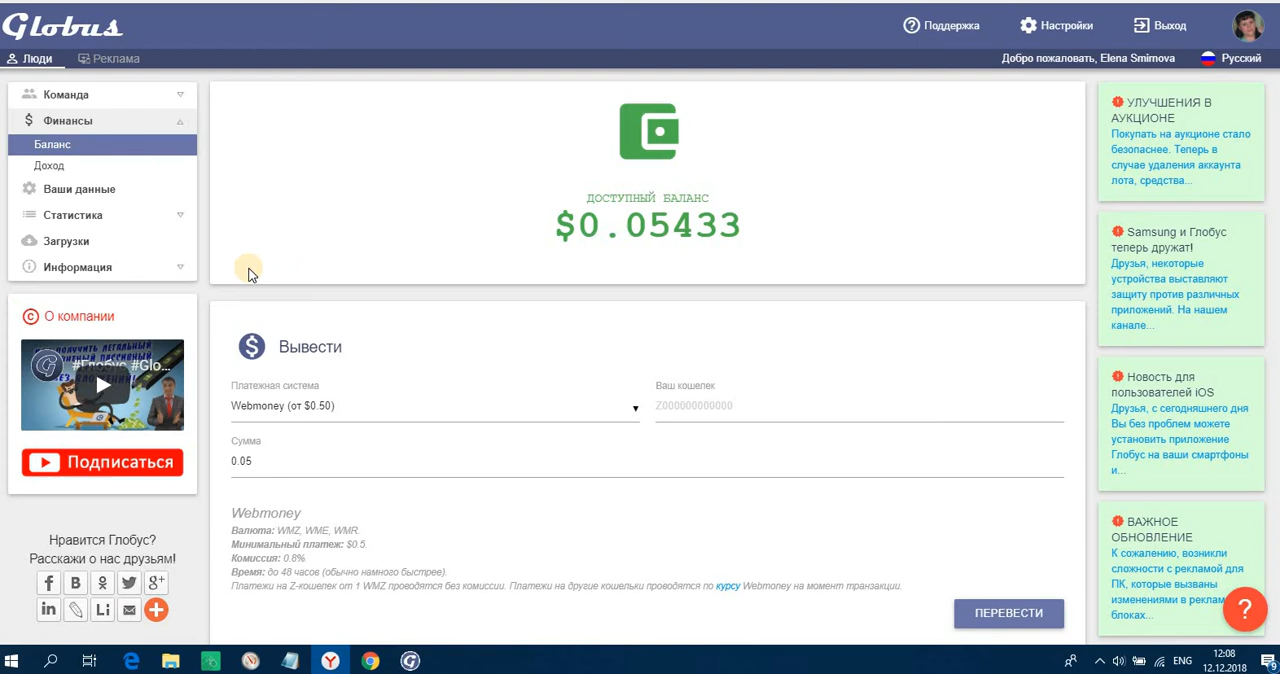 Globus
Поддержка
Настройки
Выход
Люди
Реклама
Добро пожаловать, Elena Smirnova
Русский
Команда
$ Финансы
Баланс
Доход
Ваши данные
Статистика
Загрузки
Информация
© О компании
#Глобус #Glo...
Подписаться
Нравится Глобус?
Расскажи о нас друзьям!
ДОСТУПНЫЙ БАЛАНС
$0.05433
$ Вывести
Платежная система
Webmoney (от $0.50)
Ваш кошелек
Z000000000000
Сумма
0.05
Webmoney
Валюта: WMZ, WME, WMR.
Минимальный платеж: $0.5.
Комиссия: 0.8%
Время: до 48 часов (обычно намного быстрее).
Платежи на Z-кошелек от 1 WMZ проводятся без комиссии. Платежи на другие кошельки проводятся по курсу Webmoney на момент транзакции.
ПЕРЕВЕСТИ
УЛУЧШЕНИЯ В
АУКЦИОНЕ
Покупать на аукционе стало
безопаснее. Теперь в
случае удаления аккаунта
лота, средства...
Samsung и Глобус
теперь дружат!
Друзья, некоторые
устройства выставляют
защиту против различных
приложений. На нашем
канале...
Новость для
пользователей iOS
Друзья, с сегодняшнего дня
Вы без проблем можете
установить приложение
Глобус на ваши смартфоны
и...
ВАЖНОЕ
ОБНОВЛЕНИЕ
К сожалению, возникли
сложности с рекламой для
ПК, которые вызваны
изменениями в
блоках...
?
ENG
12:08
12.12.2018